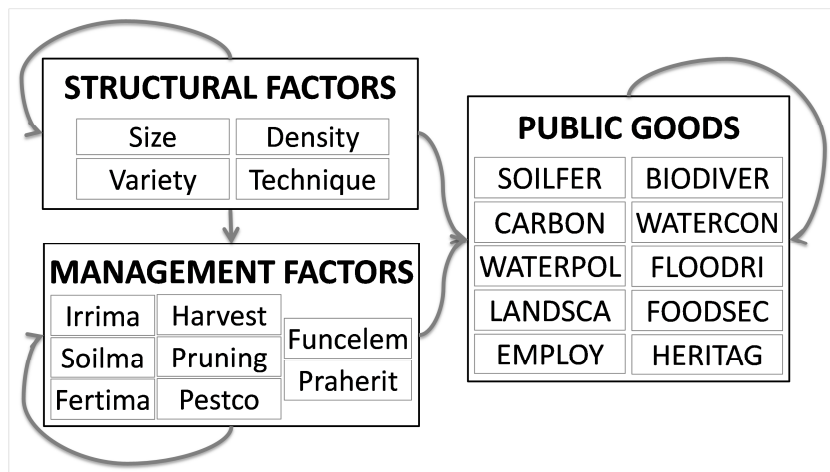 STRUCTURAL FACTORS
Size Density
Variety Technique
MANAGEMENT FACTORS
Irrima Harvest
Soilma Pruning
Fertima Pestco
Funcelem
Praherit
PUBLIC GOODS
SOILFER BIODIVER
CARBON WATERCON
WATERPOL FLOODRI
LANDSCA FOODSEC
EMPLOY HERITAG